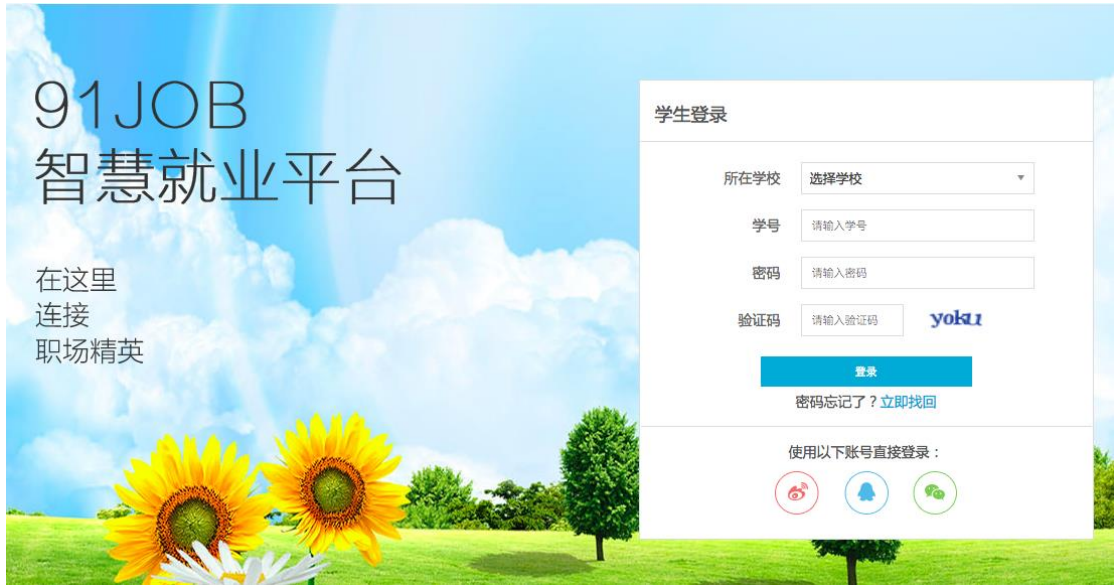 91JOB
智慧就业平台
在这里
连接
职场精英
学生登录
所在学校 选择学校
学号 请输入学号
密码 请输入密码
验证码 请输入验证码 yoku
登录
密码忘记了？立即找回
使用以下账号直接登录：